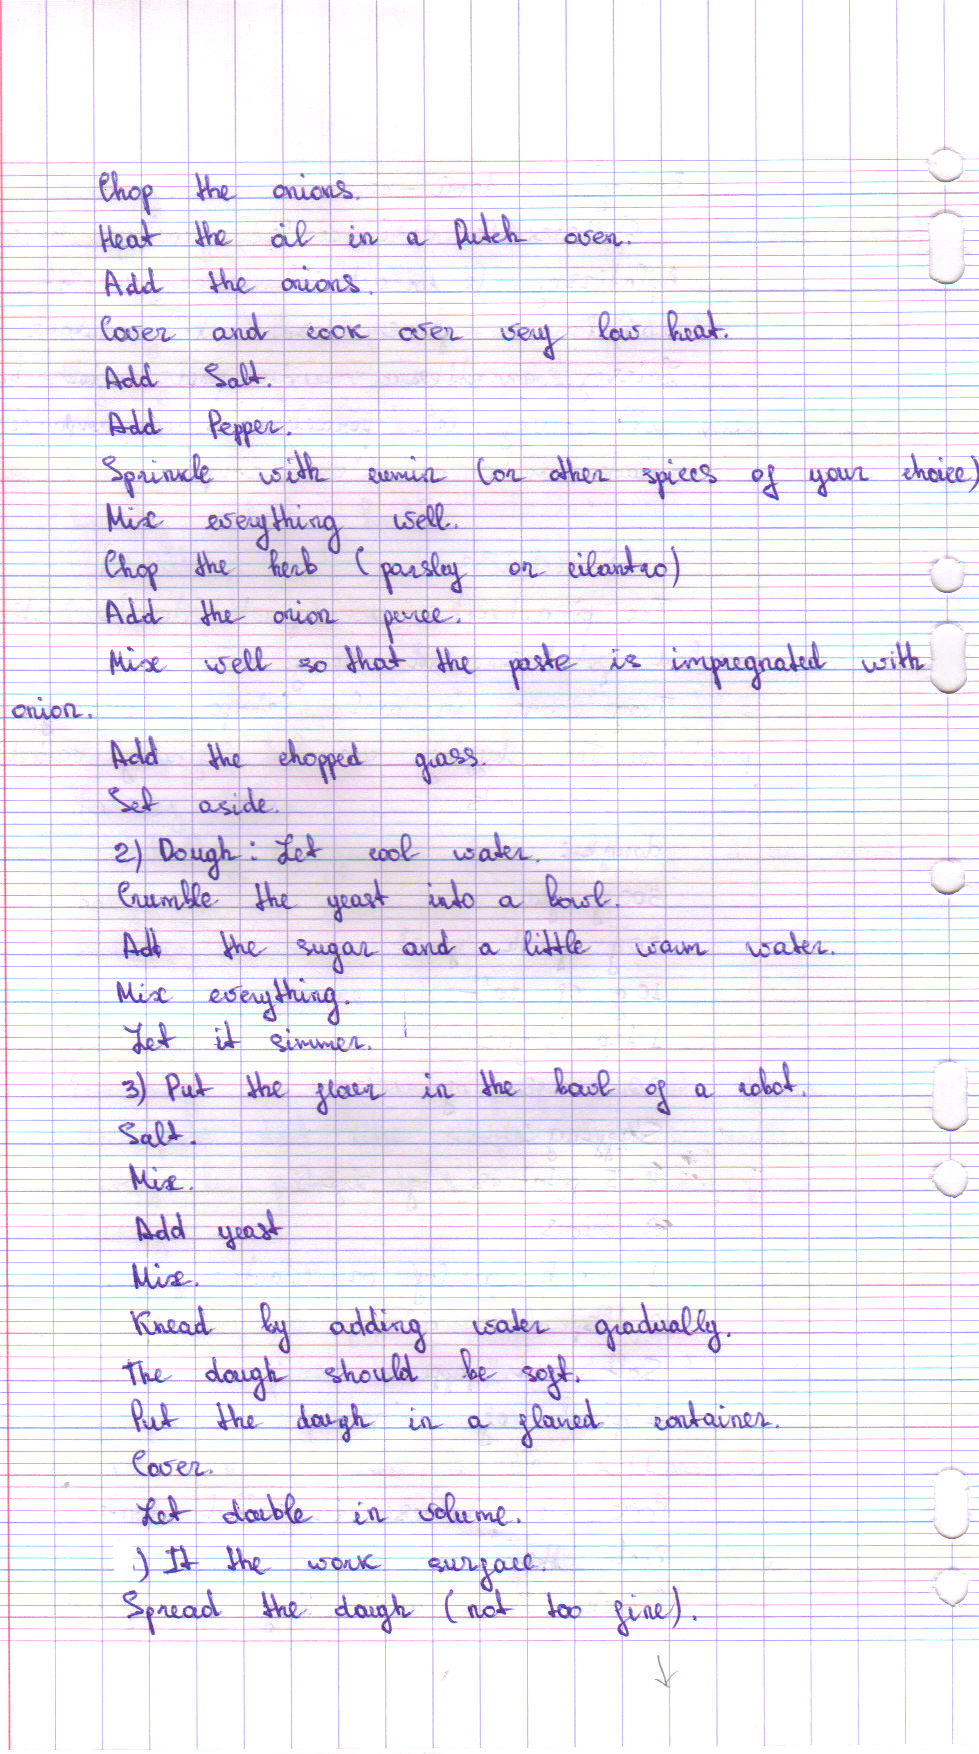 Chop the onions.
Heat the oil in a Dutch oven.
Add the onions.
Cover and cook over very low heat.
Add Salt.
Add Pepper.
Sprinkle with cumin (or other spices of your choice)
Mix everything well.
Chop the herb (parsley or cilantro)
Add the onion puree.
Mix well so that the paste is impregnated with
onion.
Add the chopped grass.
Set aside.
2) Dough: Let cool water.
Crumble the yeast into a bowl.
Add the sugar and a little warm water.
Mix everything.
Let it simmer.
3) Put the flour in the bowl of a robot.
Salt.
Mix.
Add yeast
Mix.
Knead by adding water gradually.
The dough should be soft.
Put the dough in a floured container.
Cover.
Let double in volume.
) It the work surface.
Spread the dough (not too fine).
↓